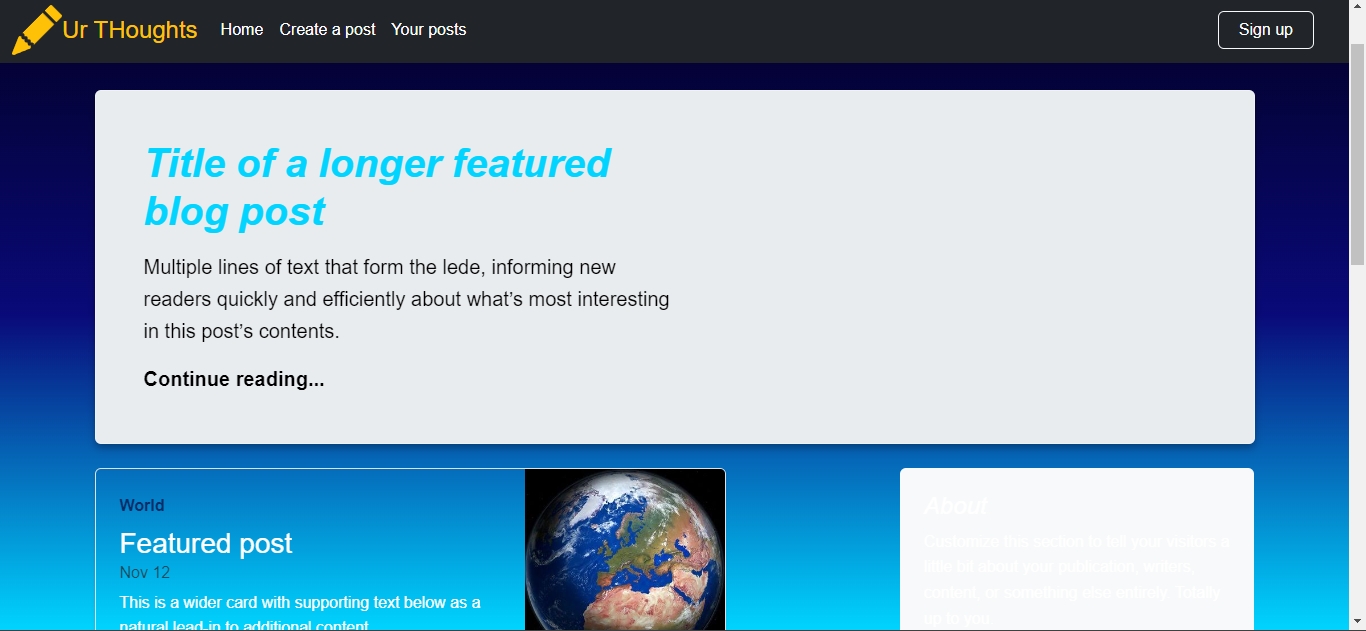 Ur THoughts Home Create a post Your posts Sign up
Title of a longer featured
blog post
Multiple lines of text that form the lede, informing new
readers quickly and efficiently about what’s most interesting
in this post’s contents.
Continue reading...
World
Featured post
Nov 12
This is a wider card with supporting text below as a
natural lead-in to additional content.
About
Customize this section to tell your visitors a
little bit about your publication, writers,
content, or something else entirely. Totally
up to you.